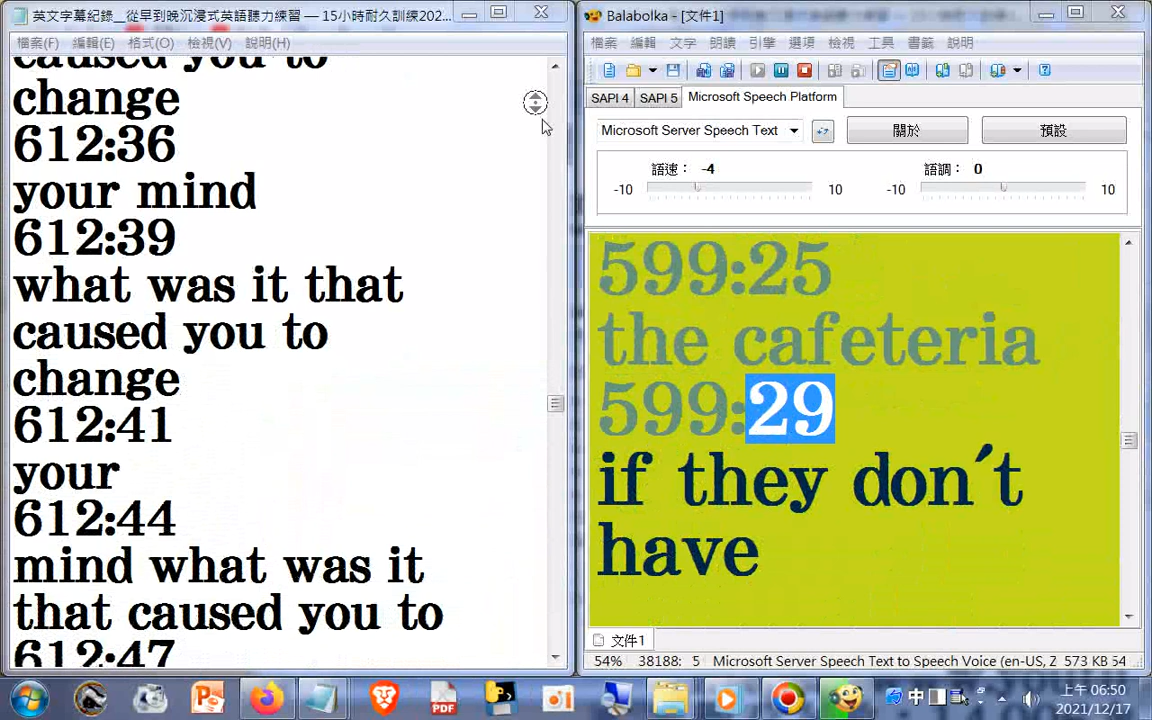 英文字幕紀錄__從早到晚沉浸式英語聽力練習 — 15小時耐久訓練202...
檔案(F) 編輯(E) 格式(O) 檢視(V) 說明(H)
caused you to
change
612:36
your mind
612:39
what was it that
caused you to
change
612:41
your
612:44
mind what was it
that caused you to
612:47
Balabolka - [文件1]
檔案 編輯 文字 朗讀 引擎 選項 檢視 工具 書籤 說明
SAPI 4 SAPI 5 Microsoft Speech Platform
Microsoft Server Speech Text 關於 預設
語速: -4 語調: 0
-10 10 -10 10
599:25
the cafeteria
599:29
if they don't
have
文件1
54% 38188: 5 Microsoft Server Speech Text to Speech Voice (en-US, Z 573 KB 54
PDF
中
上午 06:50
2021/12/17